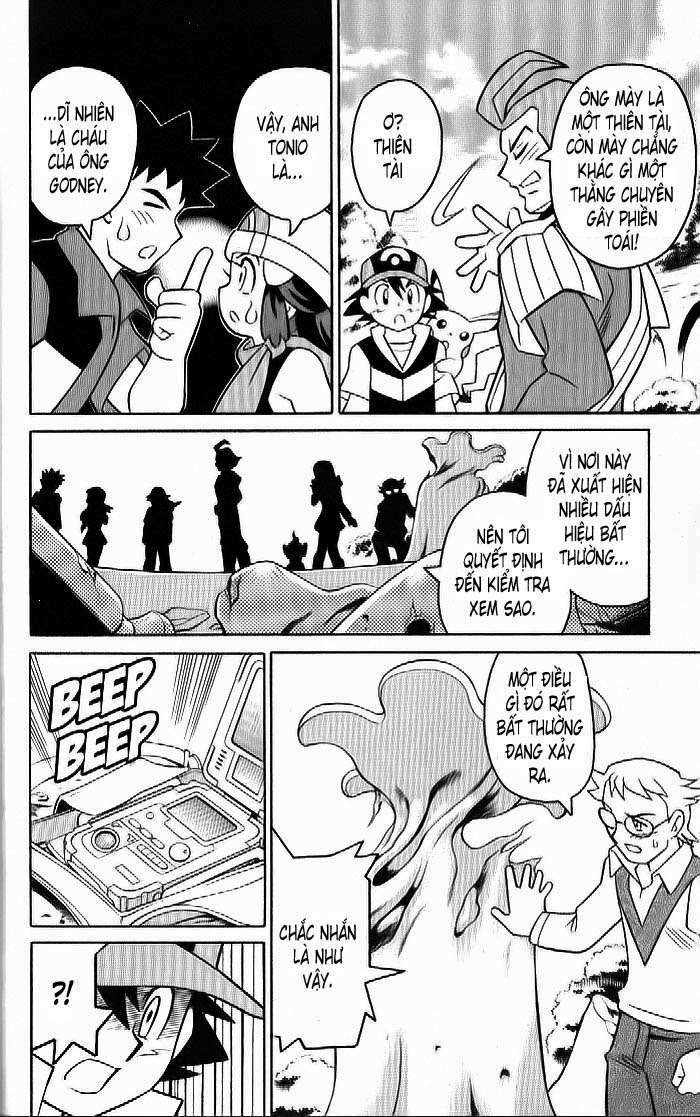 ÔNG MÀY LÀ
MỘT THIÊN TÀI,
CÒN MÀY CHẲNG
KHÁC GÌ MỘT
THẰNG CHUYÊN
GÂY PHIỀN
TOÁI!
Ơ?
THIÊN
TÀI
VẬY, ANH
TONIO
LÀ...
...DĨ NHIÊN
LÀ CHÁU
CỦA ÔNG
GODNEY.
VÌ NƠI NÀY
ĐÃ XUẤT HIỆN
NHIỀU DẤU
HIỆU BẤT
THƯỜNG...
NÊN TÔI
QUYẾT ĐỊNH
ĐẾN KIỂM TRA
XEM SAO.
MỘT ĐIỀU
GÌ ĐÓ RẤT
BẤT THƯỜNG
ĐANG XẢY
RA.
CHẮC NHẮN
LÀ NHƯ
VẬY.
BEEP
BEEP
?!